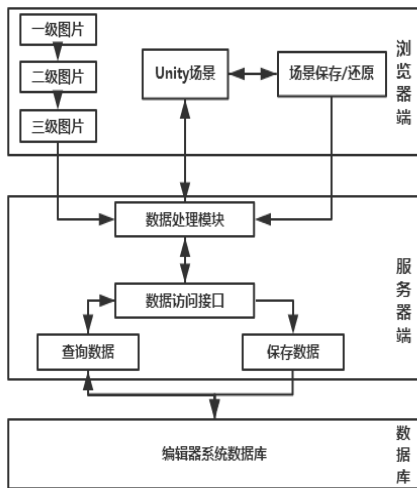 一级图片
二级图片
三级图片
Unity场景
场景保存/还原
浏览器端
数据处理模块
数据访问接口
查询数据
保存数据
服务器端
编辑器系统数据库
数据库